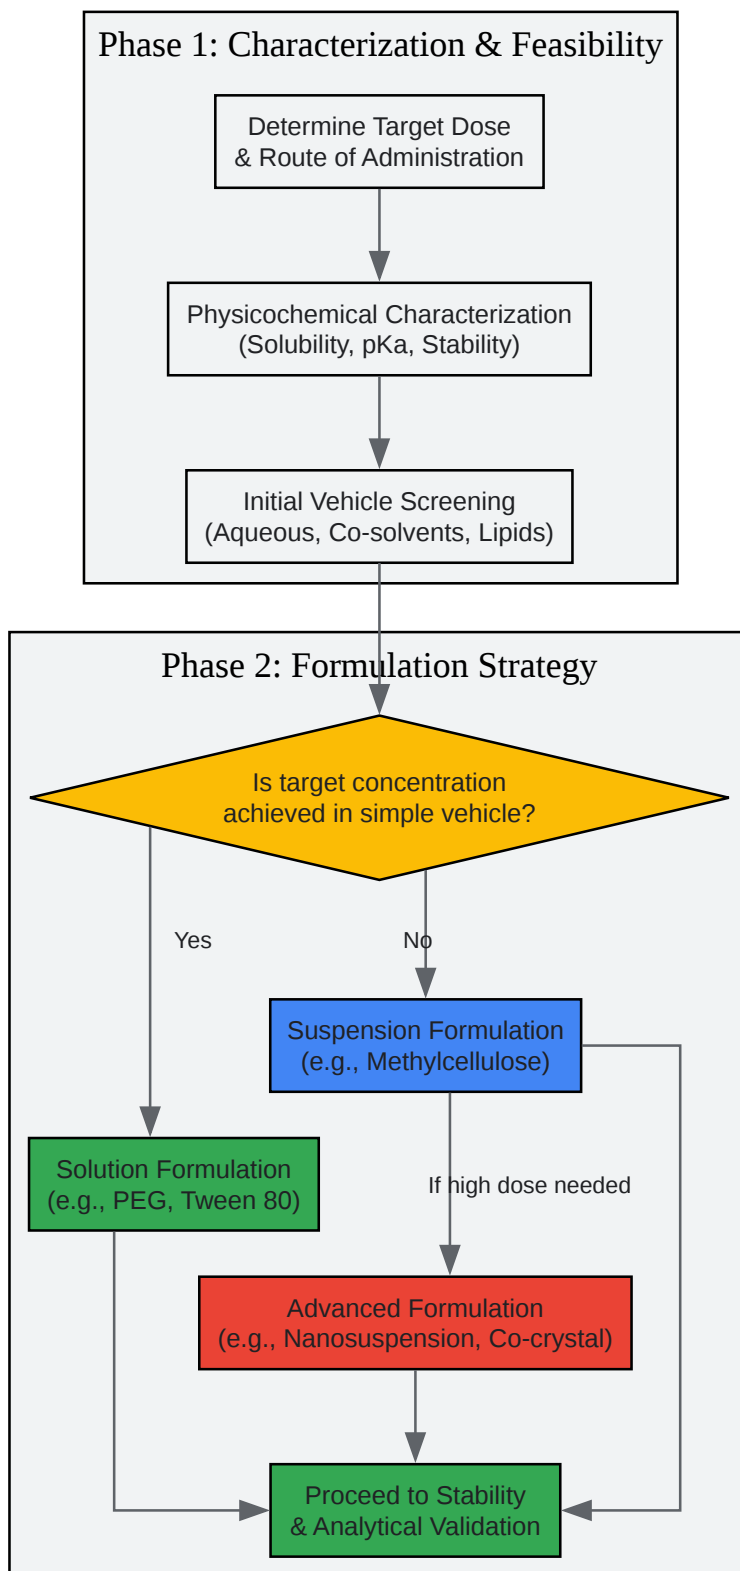 Phase 1: Characterization & Feasibility
Determine Target Dose
& Route of Administration
Physicochemical Characterization
(Solubility, pKa, Stability)
Initial Vehicle Screening
(Aqueous, Co-solvents, Lipids)
Phase 2: Formulation Strategy
Is target concentration
achieved in simple vehicle?
Yes
No
Suspension Formulation
(e.g., Methylcellulose)
Solution Formulation
(e.g., PEG, Tween 80)
If high dose needed
Advanced Formulation
(e.g., Nanosuspension, Co-crystal)
Proceed to Stability
& Analytical Validation